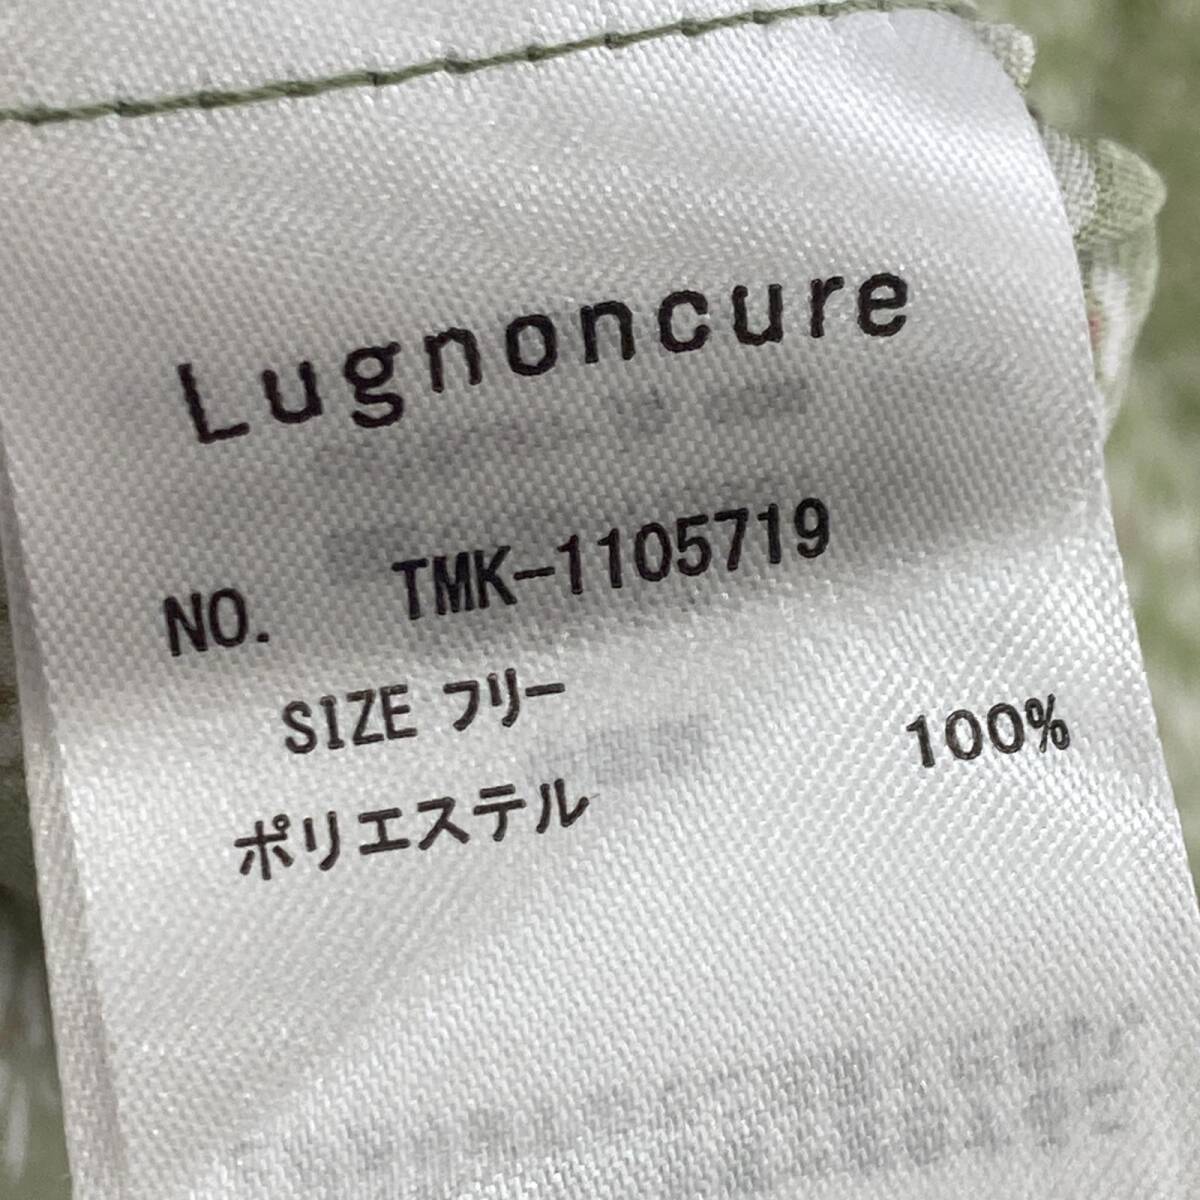 Lugnoncure
NO. TMK-1105719
SIZE フリー
ポリエステル 100%